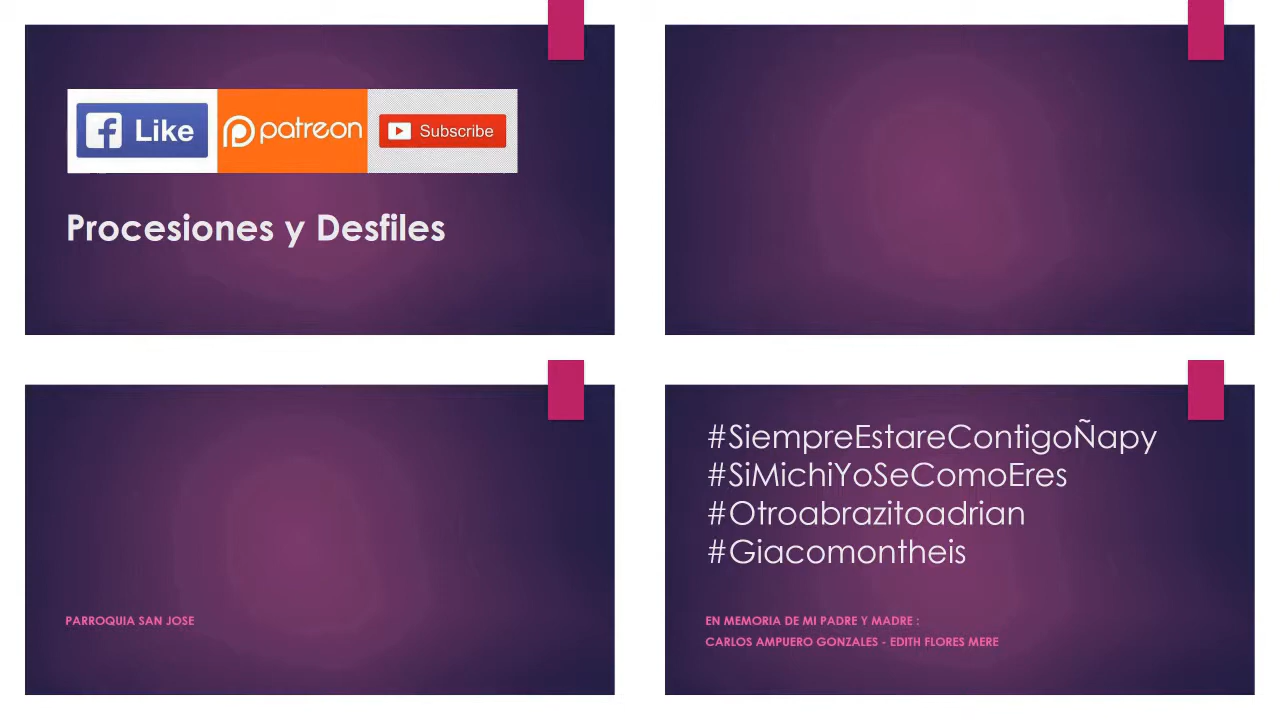 Like
patreon
Subscribe
Procesiones y Desfiles
PARROQUIA SAN JOSE
#SiempreEstareContigoÑapy
#SiMichiYoSeComoEres
#Otroabrazitoadrian
#Giacomontheis
EN MEMORIA DE MI PADRE Y MADRE :
CARLOS AMPUERO GONZALES - EDITH FLORES MERE